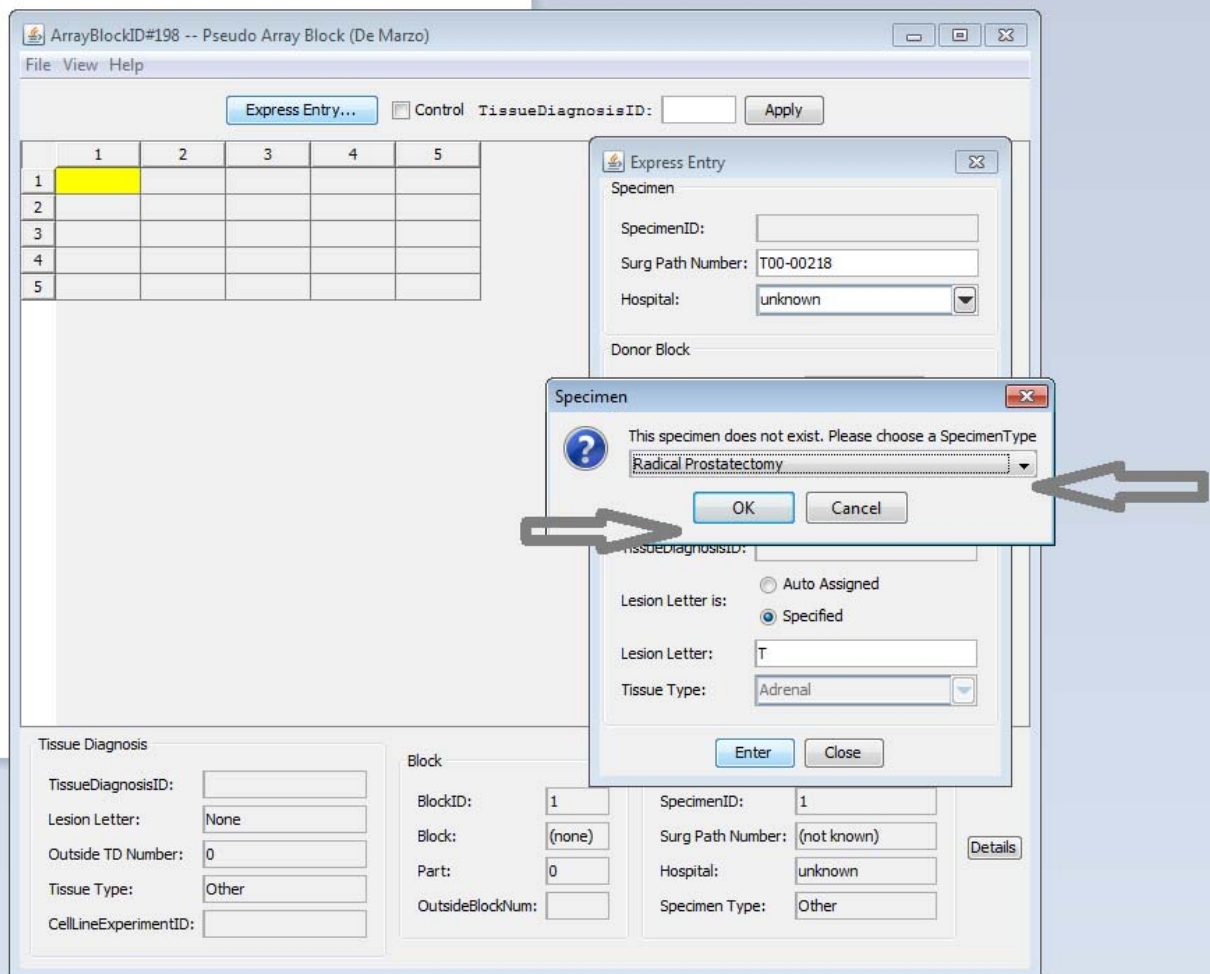 ArrayBlockID#198 -- Pseudo Array Block (De Marzo)
File View Help
Express Entry... Control TissueDiagnosisID: Apply
1 2 3 4 5
1
2
3
4
5
Express Entry
Specimen
SpecimenID:
Surg Path Number: T00-00218
Hospital: unknown
Donor Block
Specimen
This specimen does not exist. Please choose a SpecimenType
Radical Prostatectomy
OK Cancel
TissueDiagnosisID:
Lesion Letter is: Auto Assigned
Specified
Lesion Letter: T
Tissue Type: Adrenal
Enter Close
Tissue Diagnosis
TissueDiagnosisID:
Lesion Letter: None
Outside TD Number: 0
Tissue Type: Other
CellLineExperimentID:
Block
BlockID: 1
Block: (none)
Part: 0
OutsideBlockNum:
SpecimenID: 1
Surg Path Number: (not known)
Hospital: unknown
Specimen Type: Other
Details